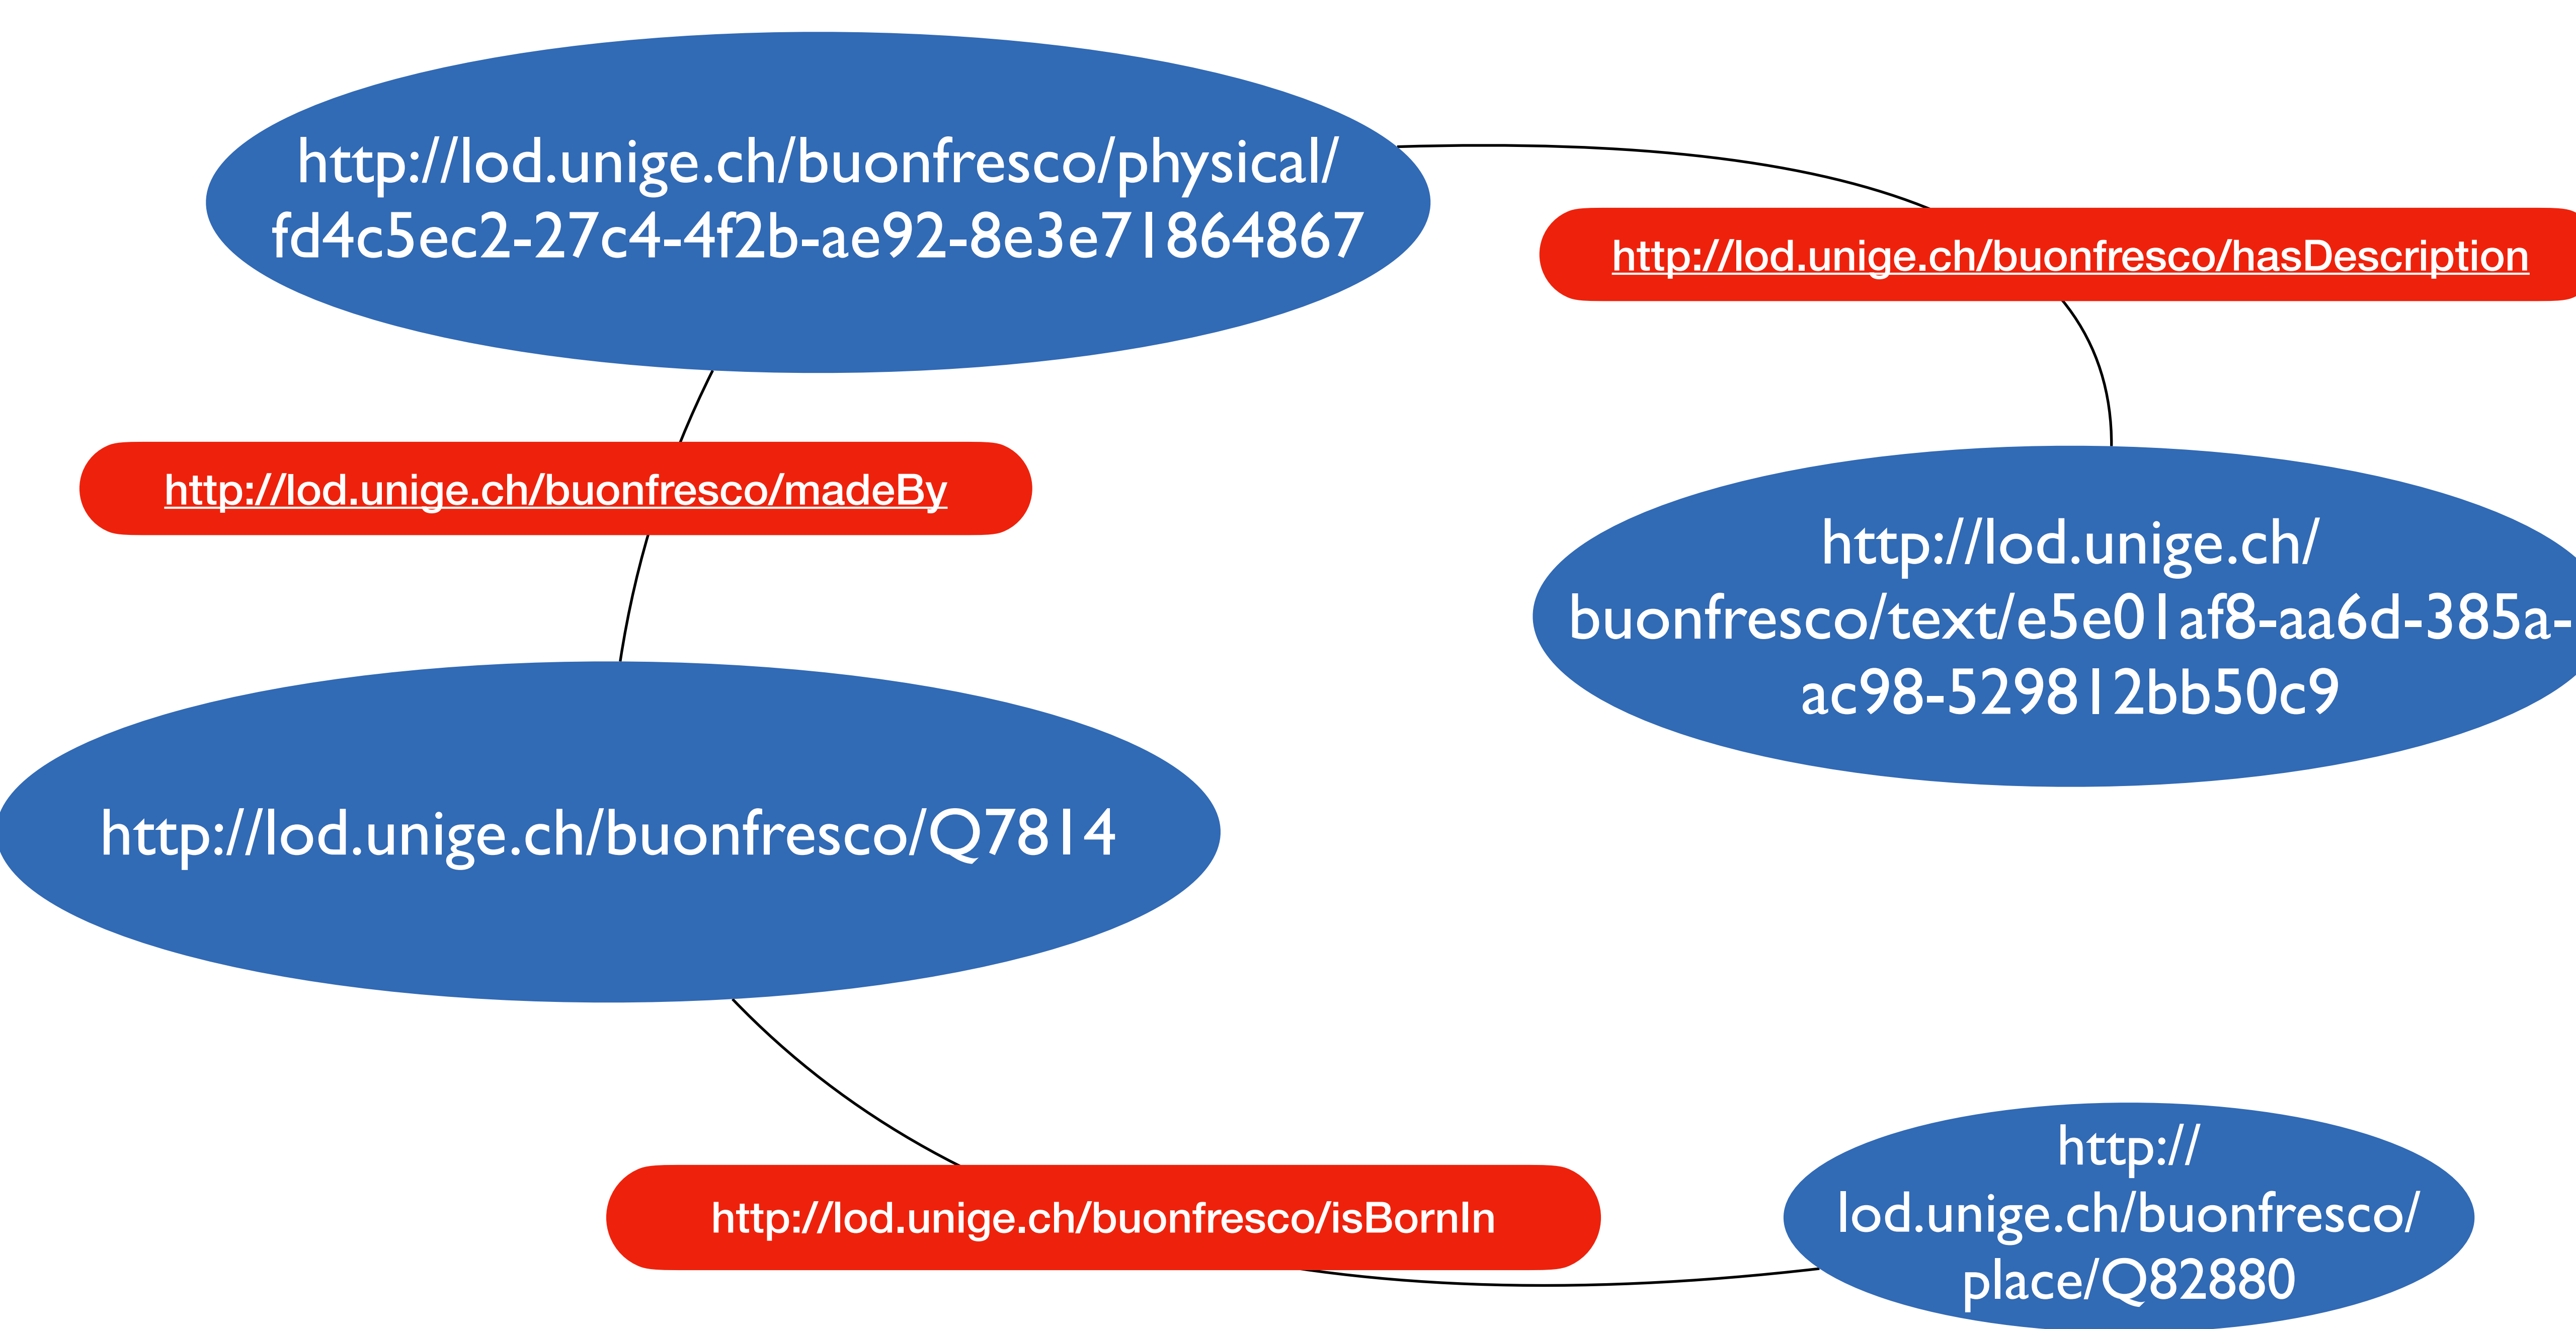 http://lod.unige.ch/buonfresco/physical/
fd4c5ec2-27c4-4f2b-ae92-8e3e71864867
http://lod.unige.ch/buonfresco/hasDescription
http://lod.unige.ch/buonfresco/madeBy
http://lod.unige.ch/
buonfresco/text/e5e01af8-aa6d-385a-
ac98-529812bb50c9
http://lod.unige.ch/buonfresco/Q7814
http://lod.unige.ch/buonfresco/isBornIn
http://
lod.unige.ch/buonfresco/
place/Q82880